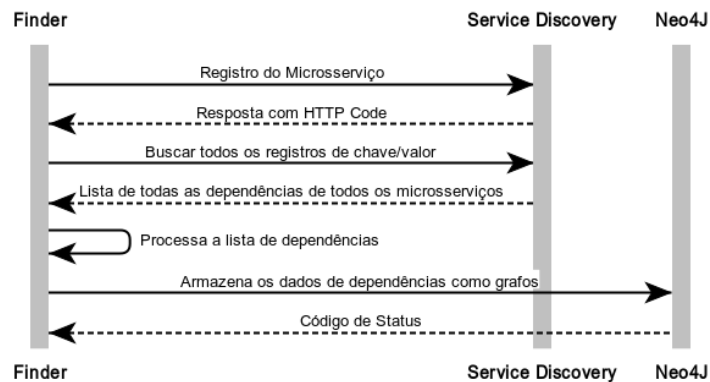 Finder
Service Discovery
Neo4J
Registro do Microsserviço
Resposta com HTTP Code
Buscar todos os registros de chave/valor
Lista de todas as dependências de todos os microsserviços
Processa a lista de dependências
Armazena os dados de dependências como grafos
Código de Status
Finder
Service Discovery
Neo4J